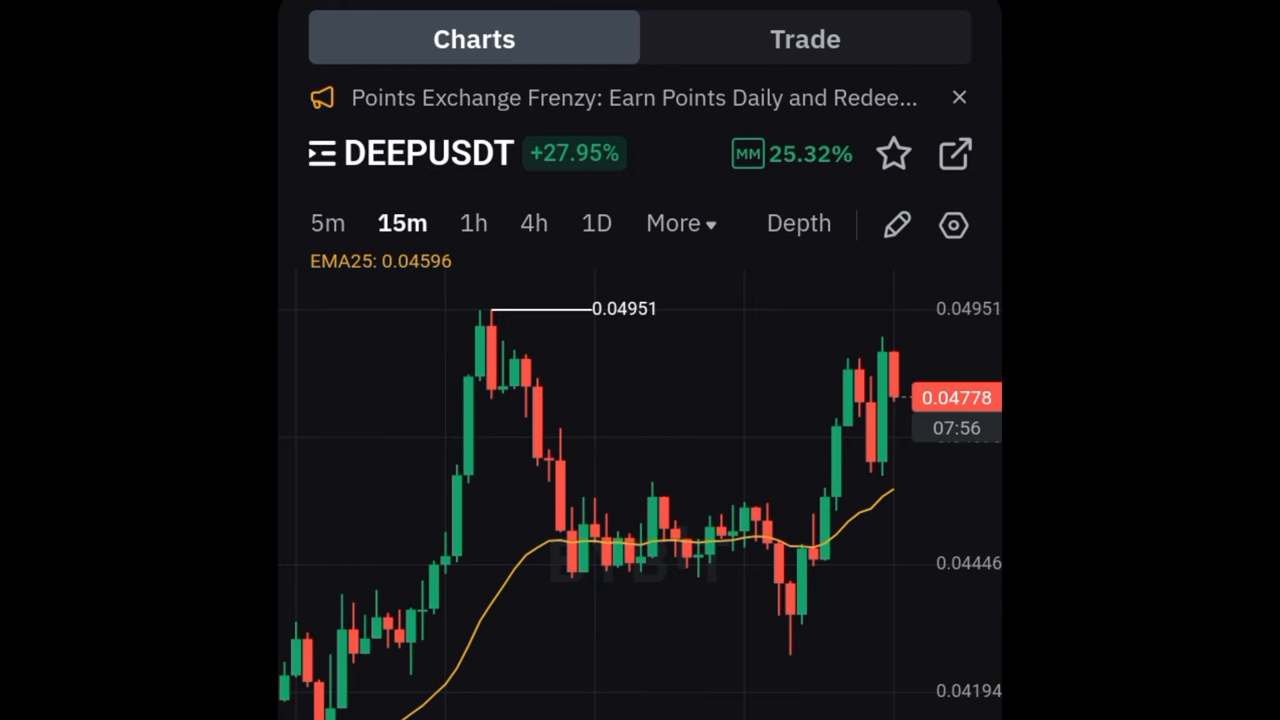 Charts Trade
Points Exchange Frenzy: Earn Points Daily and Redee...
DEEPUSDT +27.95% MM 25.32%
5m 15m 1h 4h 1D More Depth
EMA25: 0.04596
0.04951 0.04951
0.04778
07:56
0.04446
0.04194